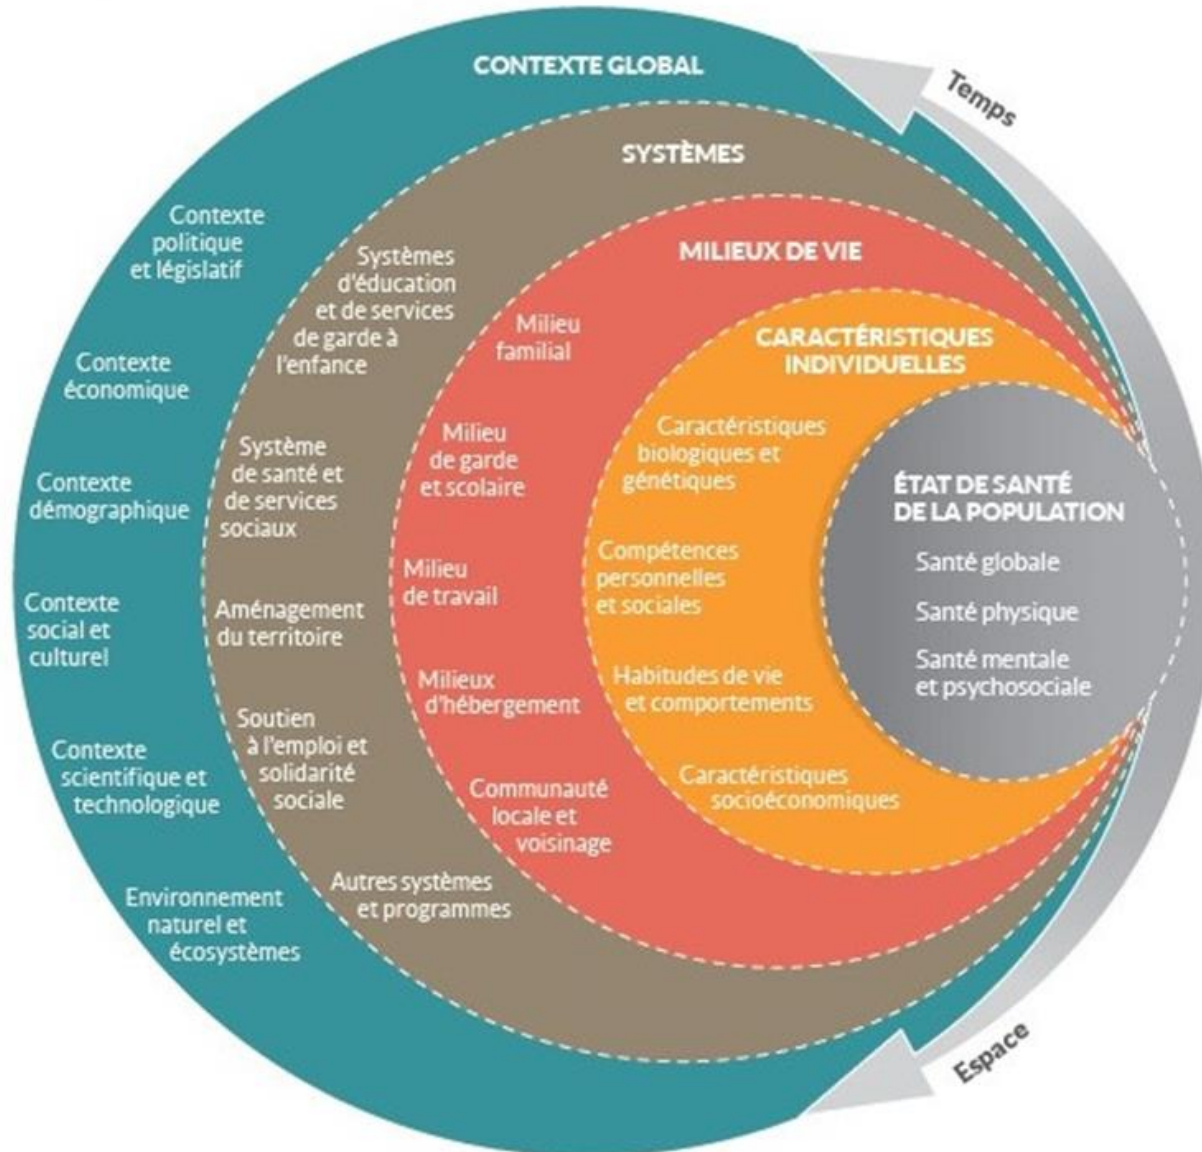 CONTEXTE GLOBAL
Temps
SYSTÈMES
MILIEUX DE VIE
CARACTÉRISTIQUES
INDIVIDUELLES
ÉTAT DE SANTÉ
DE LA POPULATION
Santé globale
Santé physique
Santé mentale
et psychosociale
Contexte
politique
et législatif
Contexte
économique
Contexte
démographique
Contexte
social et
culturel
Contexte
scientifique et
technologique
Environnement
naturel et
écosystèmes
Systèmes
d'éducation
et de services
de garde à
l'enfance
Système
de santé et
de services
sociaux
Aménagement
du territoire
Soutien
à l'emploi et
solidarité
sociale
Autres systèmes
et programmes
Milieu
familial
Milieu
de garde
et scolaire
Milieu
de travail
Milieux
d'hébergement
Communauté
locale et
voisinage
Caractéristiques
biologiques et
génétiques
Compétences
personnelles
et sociales
Habitudes de vie
et comportements
Caractéristiques
socioéconomiques
Espace